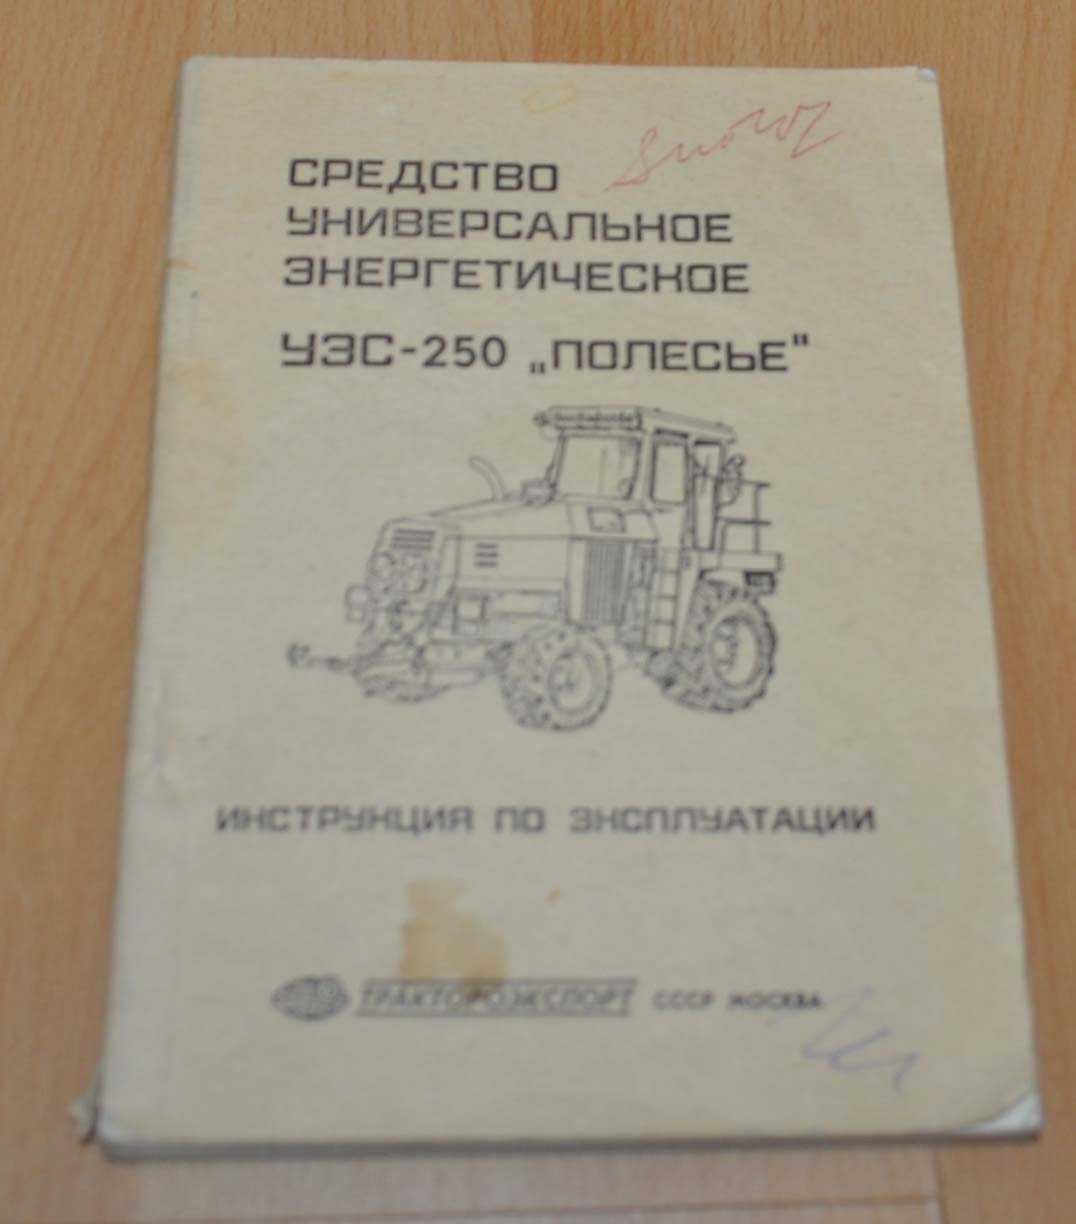 СРЕДСТВО
УНИВЕРСАЛЬНОЕ
ЭНЕРГЕТИЧЕСКОЕ
УЭС-250 „ПОЛЕСЬЕ"
ИНСТРУКЦИЯ ПО ЭКСПЛУАТАЦИИ
ТРАКТОРОЭКСПОРТ СССР МОСКВА